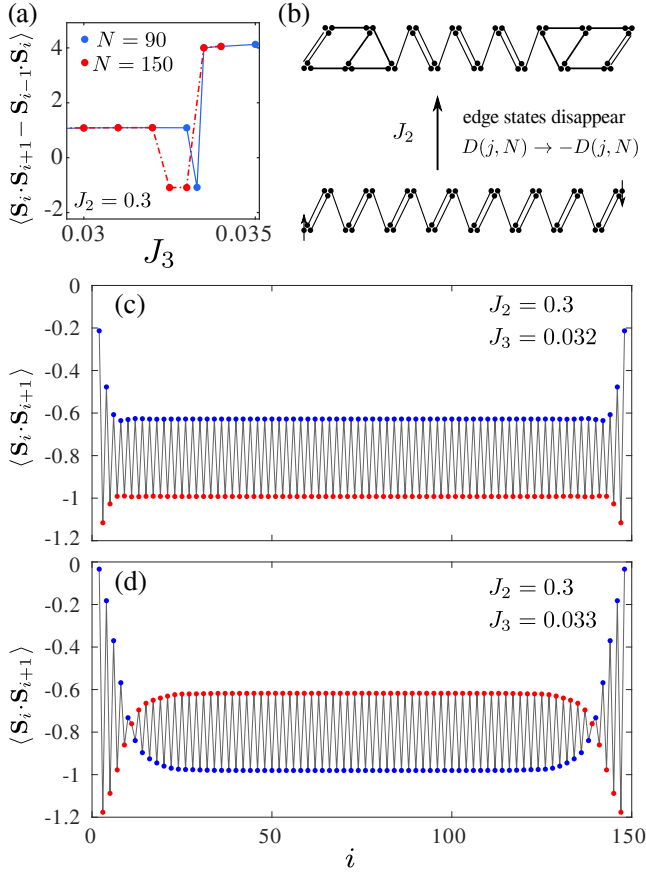 (a)
⟨S_i·S_{i+1} − S_{i−1}·S_i⟩
4
2
0
−2
N = 90
N = 150
J_2 = 0.3
0.03
0.035
J_3
(b)
J_2
edge states disappear
D(j, N) → −D(j, N)
(c)
⟨S_i·S_{i+1}⟩
0
-0.2
-0.4
-0.6
-0.8
-1
-1.2
J_2 = 0.3
J_3 = 0.032
(d)
⟨S_i·S_{i+1}⟩
0
-0.2
-0.4
-0.6
-0.8
-1
-1.2
J_2 = 0.3
J_3 = 0.033
0
50
100
150
i